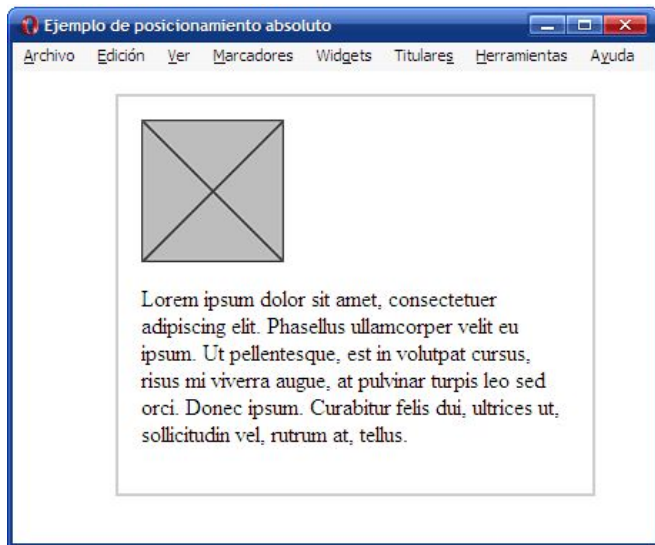 Ejemplo de posicionamiento absoluto
Archivo Edición Ver Marcadores Widgets Titulares Herramientas Ayuda
Lorem ipsum dolor sit amet, consectetuer
adipiscing elit. Phasellus ullamcorper velit eu
ipsum. Ut pellentesque, est in volutpat cursus,
risus mi viverra augue, at pulvinar turpis leo sed
orci. Donec ipsum. Curabitur felis dui, ultrices ut,
sollicitudin vel, rutrum at, tellus.